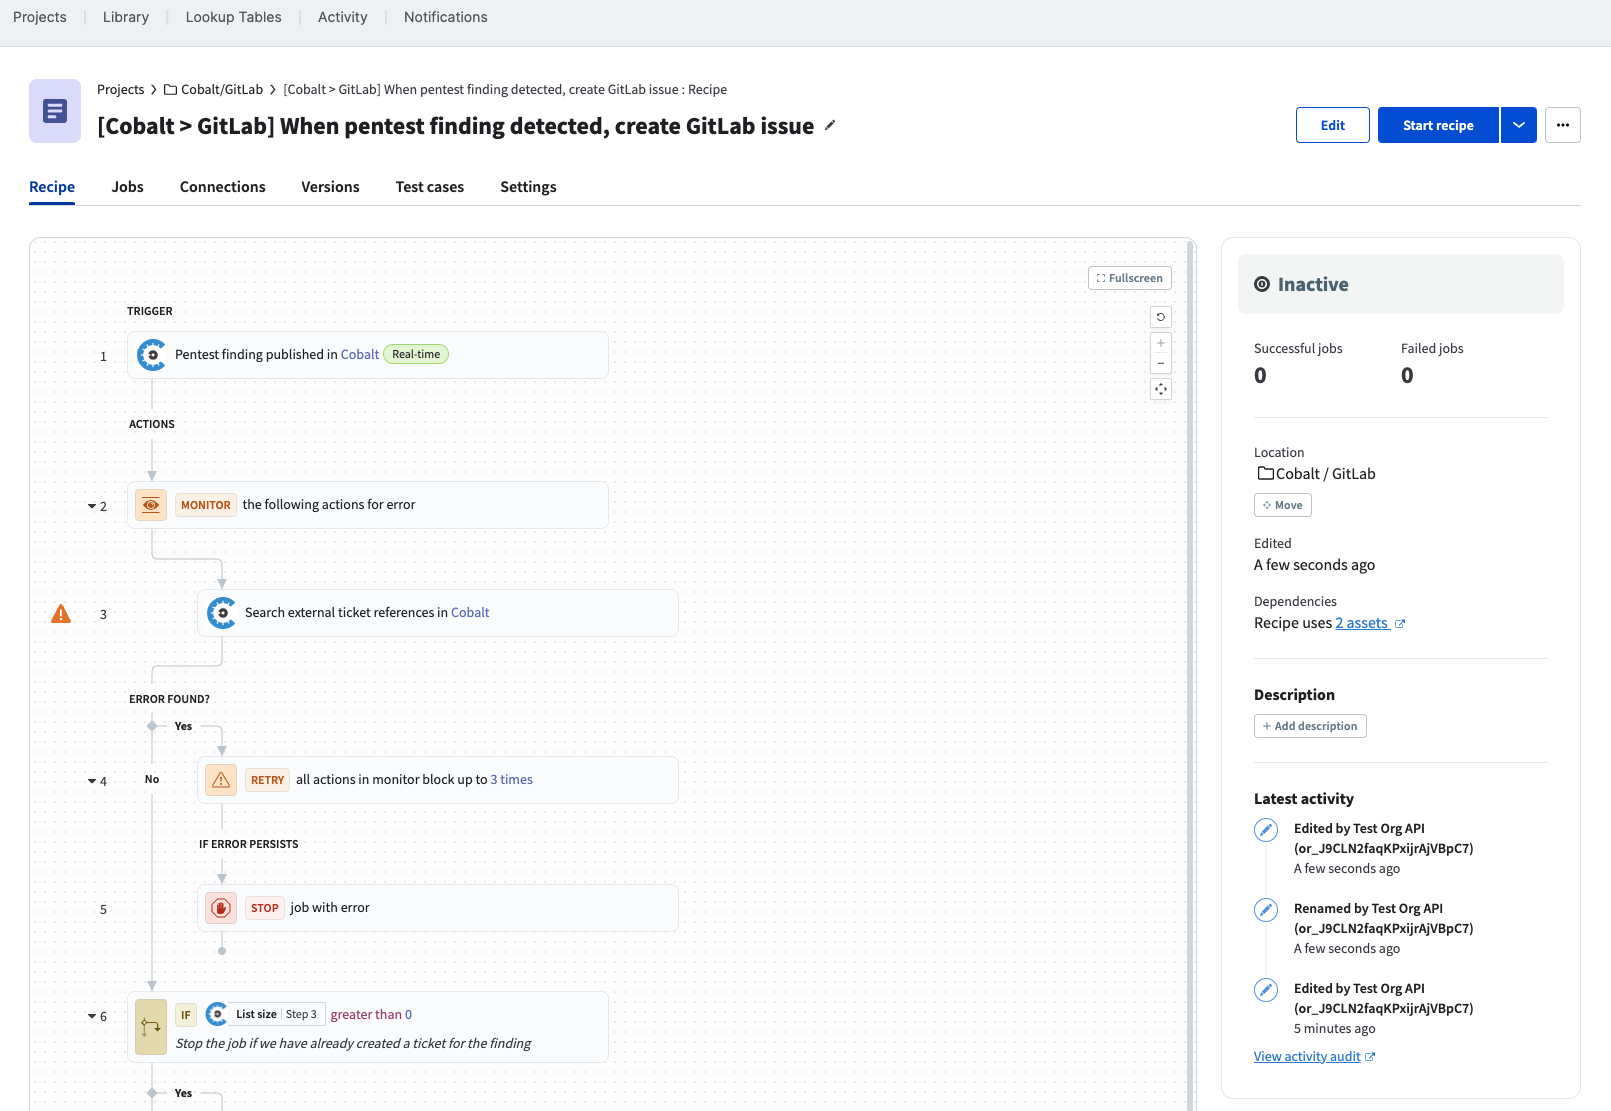 Projects Library Lookup Tables Activity Notifications
Projects Cobalt/GitLab [Cobalt > GitLab] When pentest finding detected, create GitLab issue : Recipe
[Cobalt > GitLab] When pentest finding detected, create GitLab issue
Edit Start recipe
Recipe Jobs Connections Versions Test cases Settings
Fullscreen
TRIGGER
1 Pentest finding published in Cobalt Real-time
ACTIONS
2 MONITOR the following actions for error
3 Search external ticket references in Cobalt
ERROR FOUND?
Yes
4 No RETRY all actions in monitor block up to 3 times
IF ERROR PERSISTS
5 STOP job with error
6 IF List size Step 3 greater than 0
Stop the job if we have already created a ticket for the finding
Yes
Inactive
Successful jobs Failed jobs
0 0
Location
Cobalt / GitLab
Move
Edited
A few seconds ago
Dependencies
Recipe uses 2 assets
Description
+ Add description
Latest activity
Edited by Test Org API
(or_J9CLN2faqKPxijrAjVBpC7)
A few seconds ago
Renamed by Test Org API
(or_J9CLN2faqKPxijrAjVBpC7)
A few seconds ago
Edited by Test Org API
(or_J9CLN2faqKPxijrAjVBpC7)
5 minutes ago
View activity audit